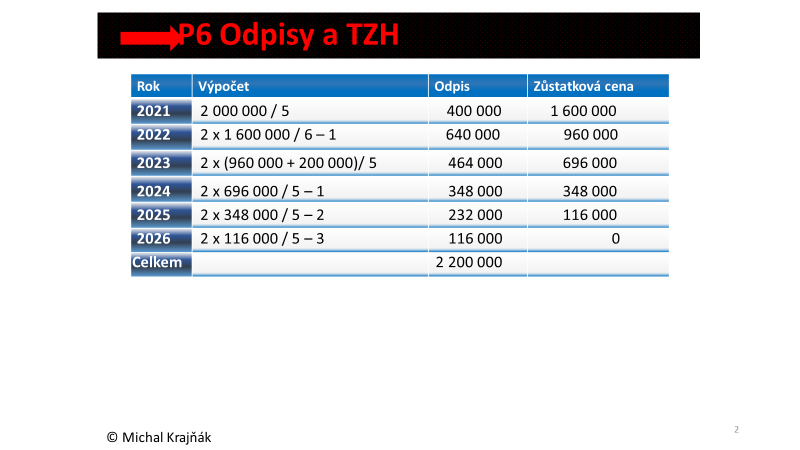 P6 Odpisy a TZH
Rok Výpočet Odpis Zůstatková cena
2021 2 000 000 / 5 400 000 1 600 000
2022 2 x 1 600 000 / 6 – 1 640 000 960 000
2023 2 x (960 000 + 200 000)/ 5 464 000 696 000
2024 2 x 696 000 / 5 – 1 348 000 348 000
2025 2 x 348 000 / 5 – 2 232 000 116 000
2026 2 x 116 000 / 5 – 3 116 000 0
Celkem 2 200 000
© Michal Krajňák
2